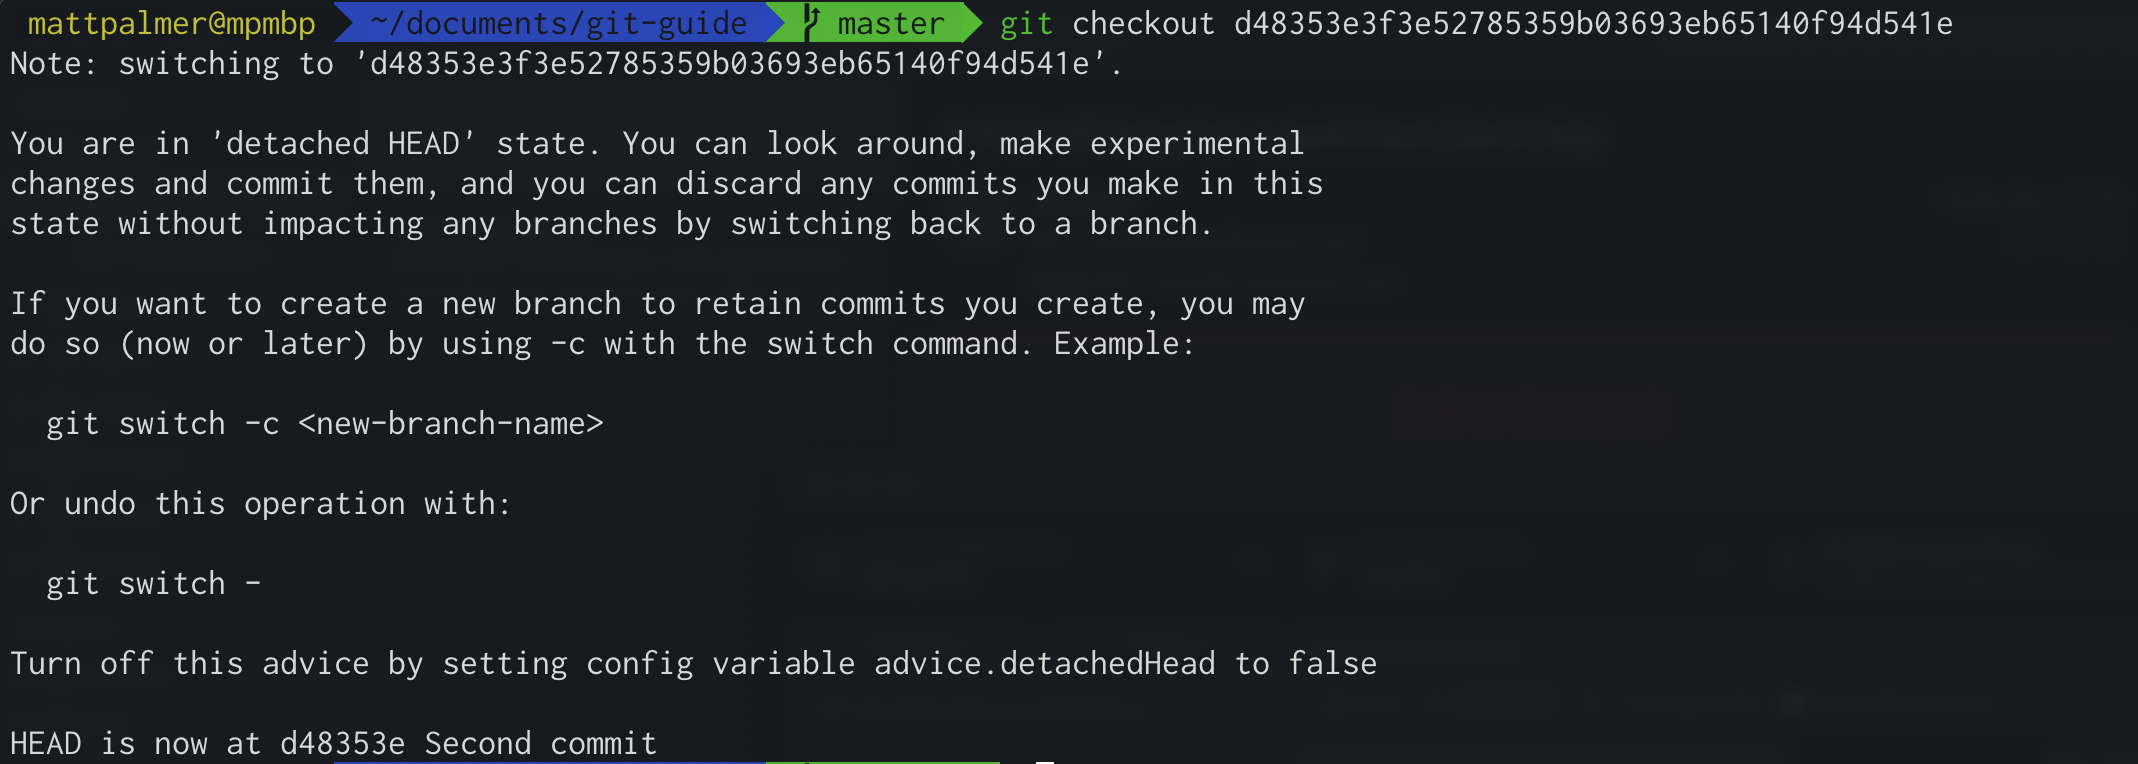 mattpalmer@mpmbp ~/documents/git-guide master git checkout d48353e3f3e52785359b03693eb65140f94d541e
Note: switching to 'd48353e3f3e52785359b03693eb65140f94d541e'.
You are in 'detached HEAD' state. You can look around, make experimental
changes and commit them, and you can discard any commits you make in this
state without impacting any branches by switching back to a branch.
If you want to create a new branch to retain commits you create, you may
do so (now or later) by using -c with the switch command. Example:
git switch -c <new-branch-name>
Or undo this operation with:
git switch -
Turn off this advice by setting config variable advice.detachedHead to false
HEAD is now at d48353e Second commit